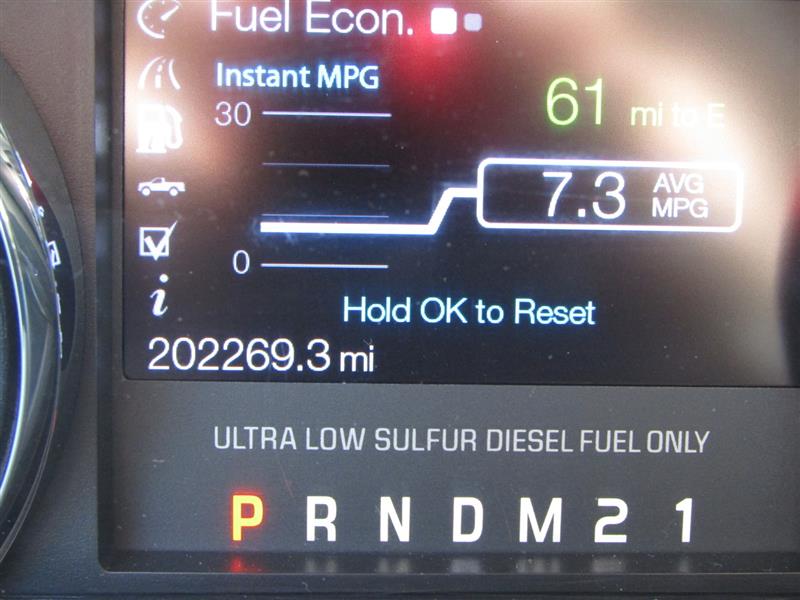 Fuel Econ.
Instant MPG
30
61 mi to E
7.3 AVG MPG
0
Hold OK to Reset
202269.3 mi
ULTRA LOW SULFUR DIESEL FUEL ONLY
P R N D M 2 1